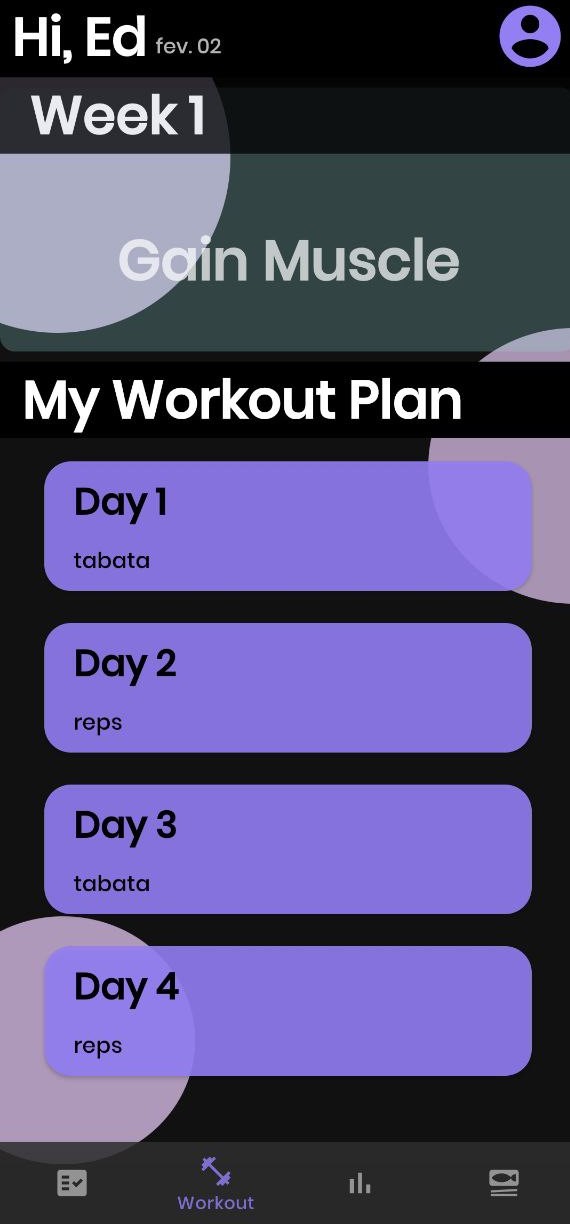 Hi, Ed fev. 02
Week 1
Gain Muscle
My Workout Plan
Day 1
tabata
Day 2
reps
Day 3
tabata
Day 4
reps
Workout